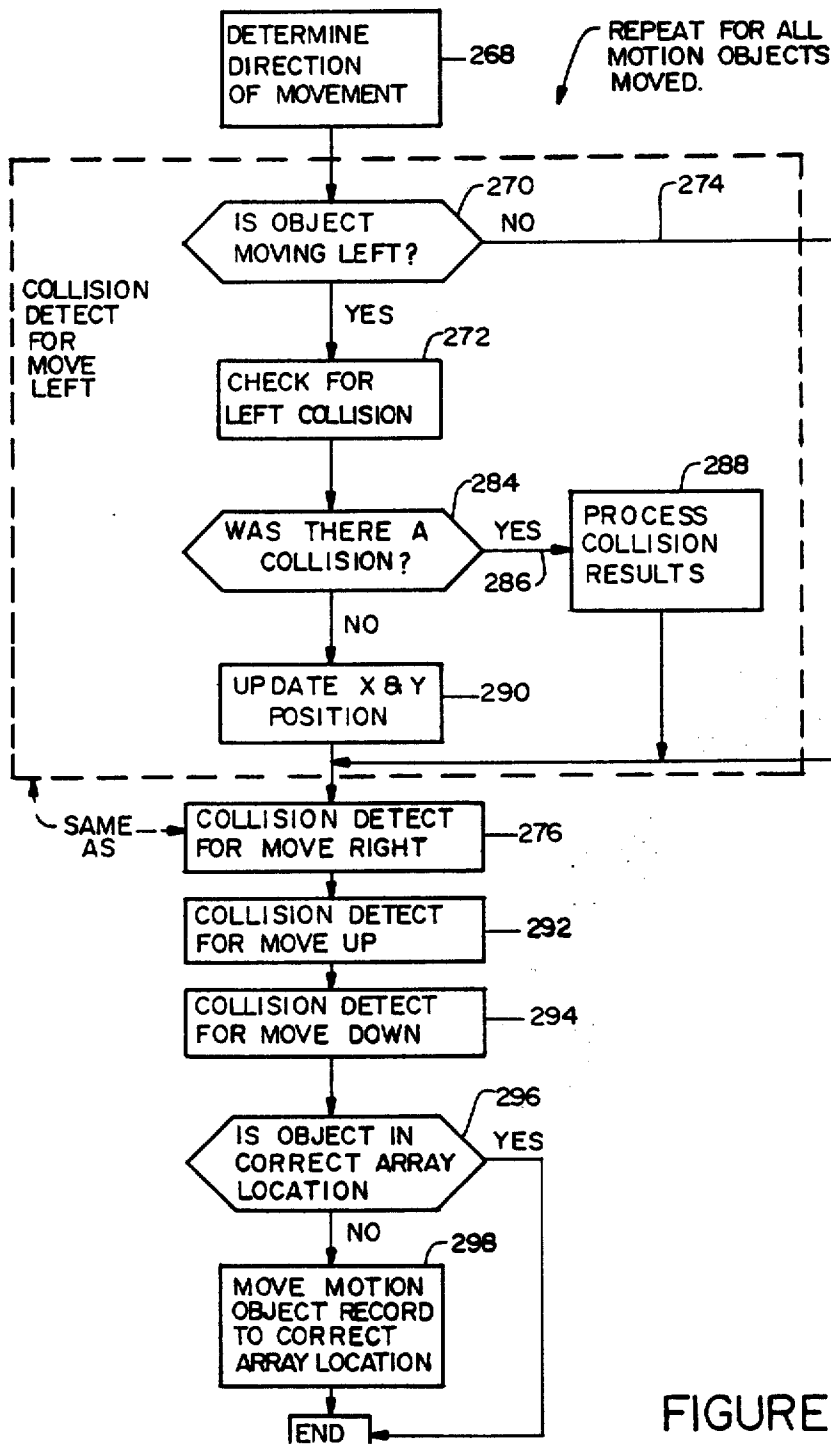 DETERMINE
DIRECTION
OF MOVEMENT
268
REPEAT FOR ALL
MOTION OBJECTS
MOVED.
270
274
IS OBJECT
MOVING LEFT?
NO
COLLISION
DETECT
FOR
MOVE
LEFT
YES
272
CHECK FOR
LEFT COLLISION
284
288
WAS THERE A
COLLISION?
YES
286
PROCESS
COLLISION
RESULTS
NO
UPDATE X & Y
POSITION
290
SAME
AS
COLLISION DETECT
FOR MOVE RIGHT
276
COLLISION DETECT
FOR MOVE UP
292
COLLISION DETECT
FOR MOVE DOWN
294
296
IS OBJECT IN
CORRECT ARRAY
LOCATION
YES
NO
298
MOVE MOTION
OBJECT RECORD
TO CORRECT
ARRAY LOCATION
END
FIGURE